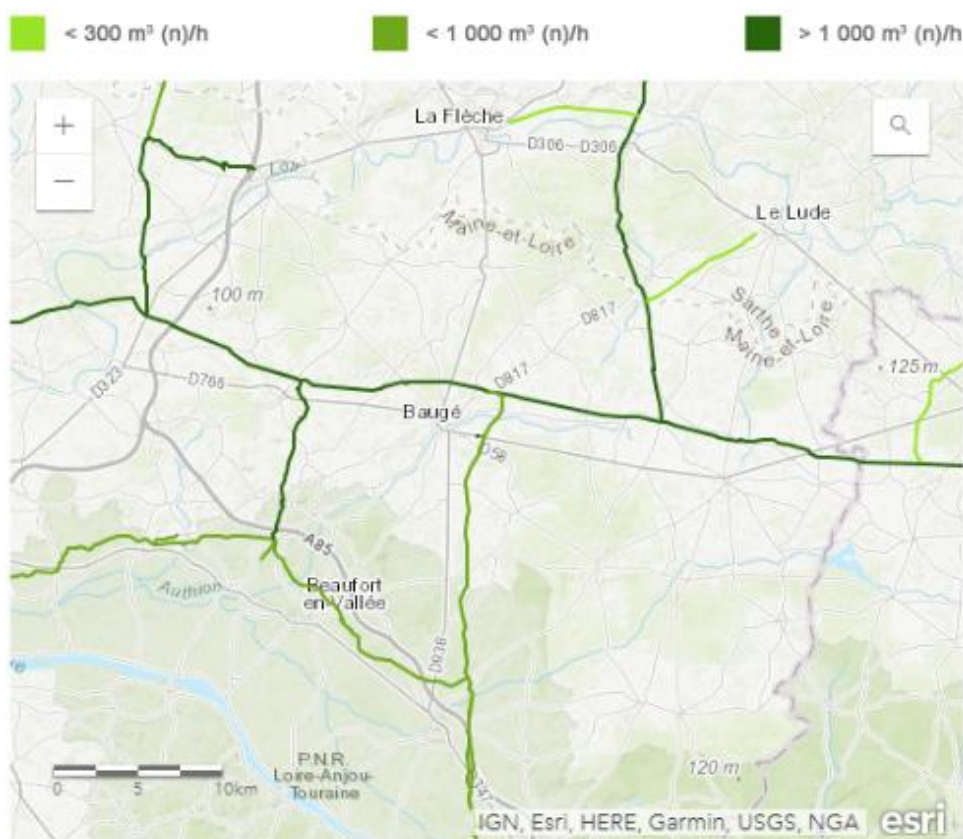 < 300 m³ (n)/h
< 1 000 m³ (n)/h
> 1 000 m³ (n)/h
+
−
La Flèche
D306
D306
Loir
Le Lude
Maine-et-Loire
100 m
D817
Sarthe
Maine-et-Loire
D323
D766
D817
125 m
Baugé
D58
A85
Authion
Beaufort
en-Vallée
D938
P.N.R.
Loire-Anjou-
Touraine
120 m
0 5 10km
IGN, Esri, HERE, Garmin, USGS, NGA
esri